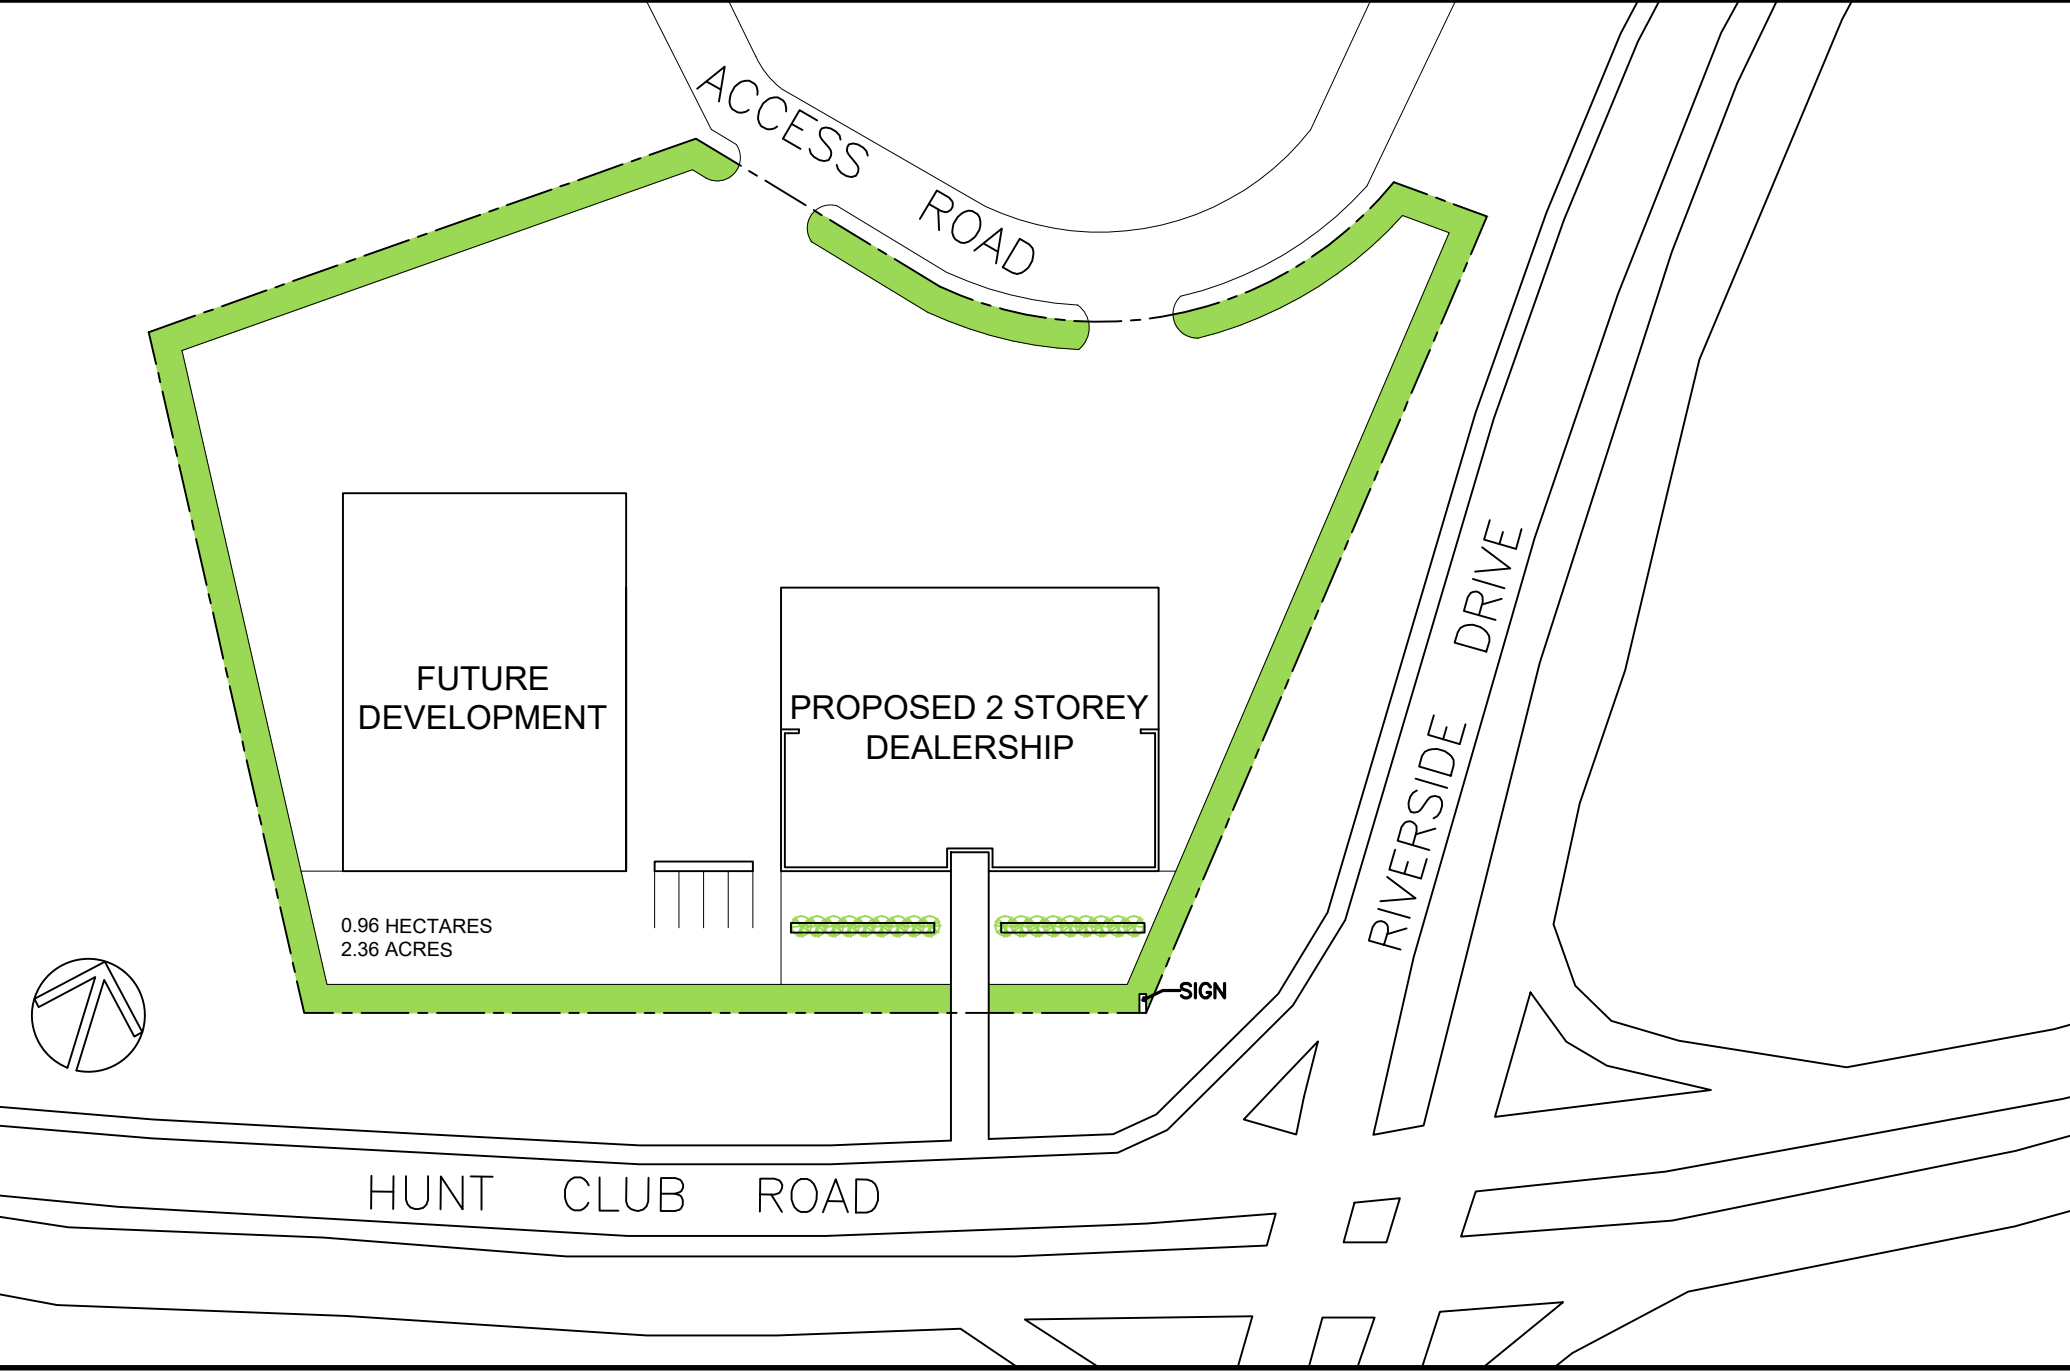 ACCESS ROAD
RIVERSIDE DRIVE
FUTURE
DEVELOPMENT
PROPOSED 2 STOREY
DEALERSHIP
0.96 HECTARES
2.36 ACRES
SIGN
HUNT CLUB ROAD